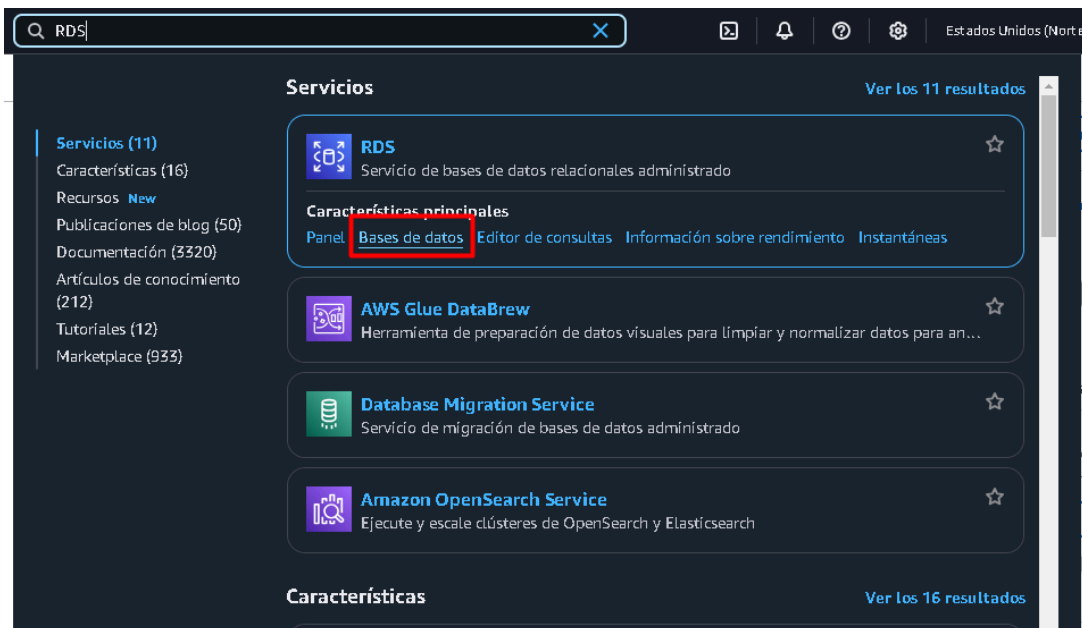 RDS
Estados Unidos (Norte
Servicios
Ver los 11 resultados
Servicios (11)
Características (16)
Recursos New
Publicaciones de blog (50)
Documentación (3320)
Artículos de conocimiento
(212)
Tutoriales (12)
Marketplace (933)
RDS
Servicio de bases de datos relacionales administrado
Características principales
Panel Bases de datos Editor de consultas Información sobre rendimiento Instantáneas
AWS Glue DataBrew
Herramienta de preparación de datos visuales para limpiar y normalizar datos para an...
Database Migration Service
Servicio de migración de bases de datos administrado
Amazon OpenSearch Service
Ejecute y escale clústeres de OpenSearch y Elasticsearch
Características
Ver los 16 resultados